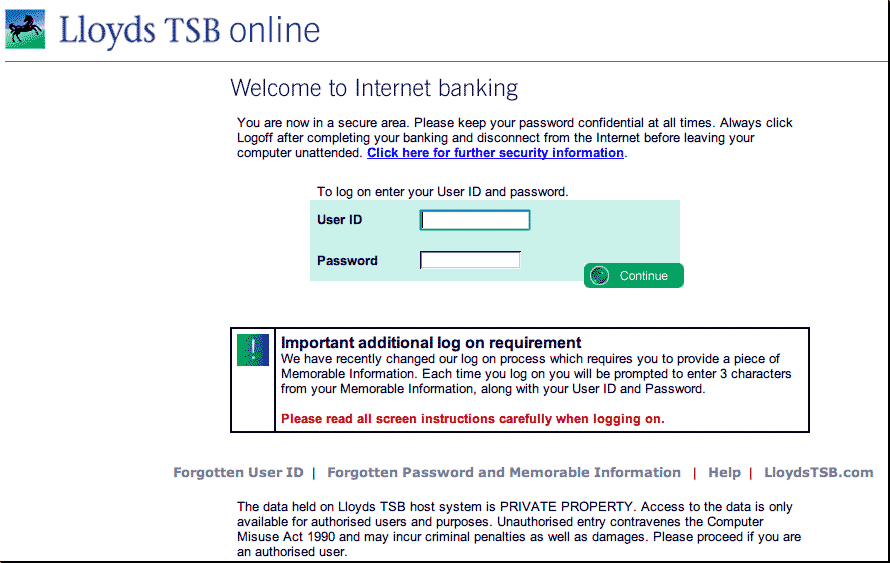 Lloyds TSB online
Welcome to Internet banking
You are now in a secure area. Please keep your password confidential at all times. Always click
Logoff after completing your banking and disconnect from the Internet before leaving your
computer unattended. Click here for further security information.
To log on enter your User ID and password.
User ID
Password
Continue
Important additional log on requirement
We have recently changed our log on process which requires you to provide a piece of
Memorable Information. Each time you log on you will be prompted to enter 3 characters
from your Memorable Information, along with your User ID and Password.
Please read all screen instructions carefully when logging on.
Forgotten User ID | Forgotten Password and Memorable Information | Help | LloydsTSB.com
The data held on Lloyds TSB host system is PRIVATE PROPERTY. Access to the data is only
available for authorised users and purposes. Unauthorised entry contravenes the Computer
Misuse Act 1990 and may incur criminal penalties as well as damages. Please proceed if you are
an authorised user.